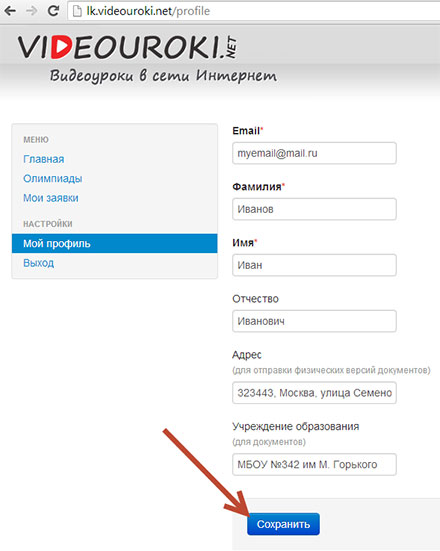 lk.videouroki.net/profile
VIDEOUROKI.NET
Видеоуроки в сети Интернет
МЕНЮ
Главная
Олимпиады
Мои заявки
НАСТРОЙКИ
Мой профиль
Выход
Email*
myemail@mail.ru
Фамилия*
Иванов
Имя*
Иван
Отчество
Иванович
Адрес
(для отправки физических версий документов)
323443, Москва, улица Семено
Учреждение образования
(для документов)
МБОУ №342 им М. Горького
Сохранить